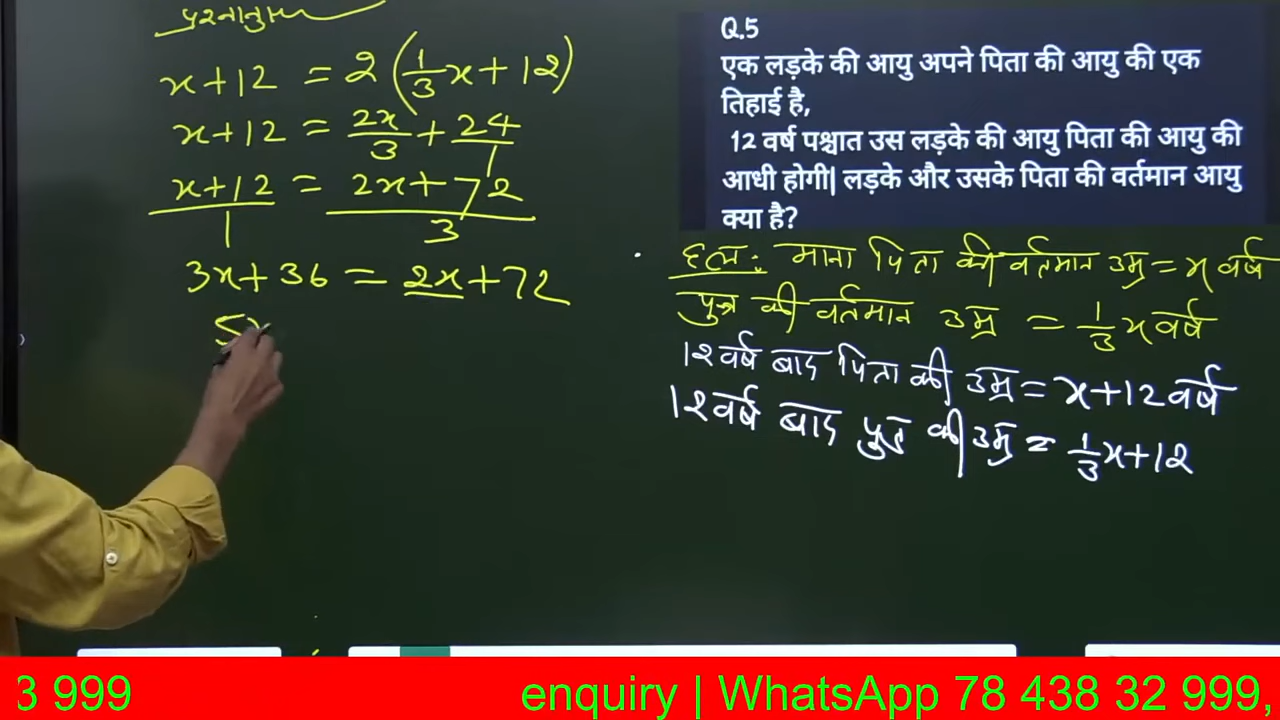 प्रश्नानुसार
x+12 = 2(1/3x+12)
x+12 = 2x/3 + 24/1
x+12/1 = 2x+72/3
3x+36 = 2x+72
5x
Q.5
एक लड़के की आयु अपने पिता की आयु की एक
तिहाई है,
12 वर्ष पश्चात उस लड़के की आयु पिता की आयु की
आधी होगी| लड़के और उसके पिता की वर्तमान आयु
क्या है?
हल: माना पिता की वर्तमान उम्र = x वर्ष
पुत्र की वर्तमान उम्र = 1/3 x वर्ष
12 वर्ष बाद पिता की उम्र = x+12 वर्ष
12 वर्ष बाद पुत्र की उम्र = 1/3x+12
3 999 enquiry | WhatsApp 78 438 32 999,